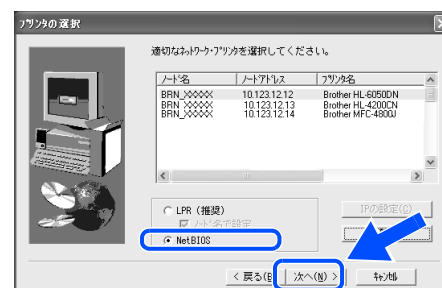 プリンタの選択
適切なネットワーク・プリンタを選択してください。
ノード名 ノードアドレス プリンタ名
BRN_XXXXX 10.123.12.12 Brother HL-6050DN
BRN_XXXXX 10.123.12.13 Brother HL-4200CN
BRN_XXXXX 10.123.12.14 Brother MFC-4800J
LPR (推奨)
ノード名で設定
IPの設定(C)
NetBIOS
< 戻る(B
次へ(N) >
キャンセル